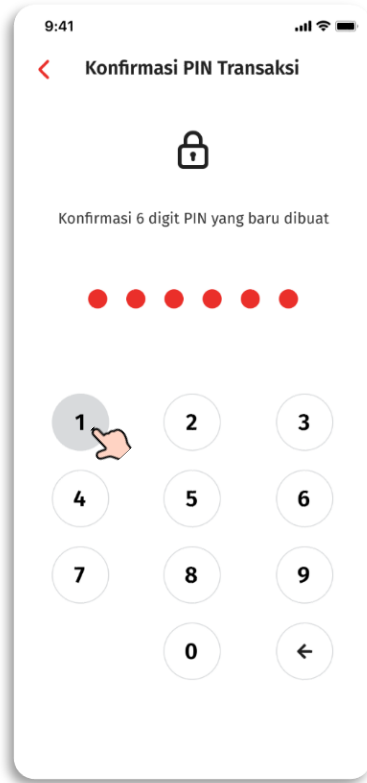 9:41
Konfirmasi PIN Transaksi
Konfirmasi 6 digit PIN yang baru dibuat
1 2 3
4 5 6
7 8 9
0